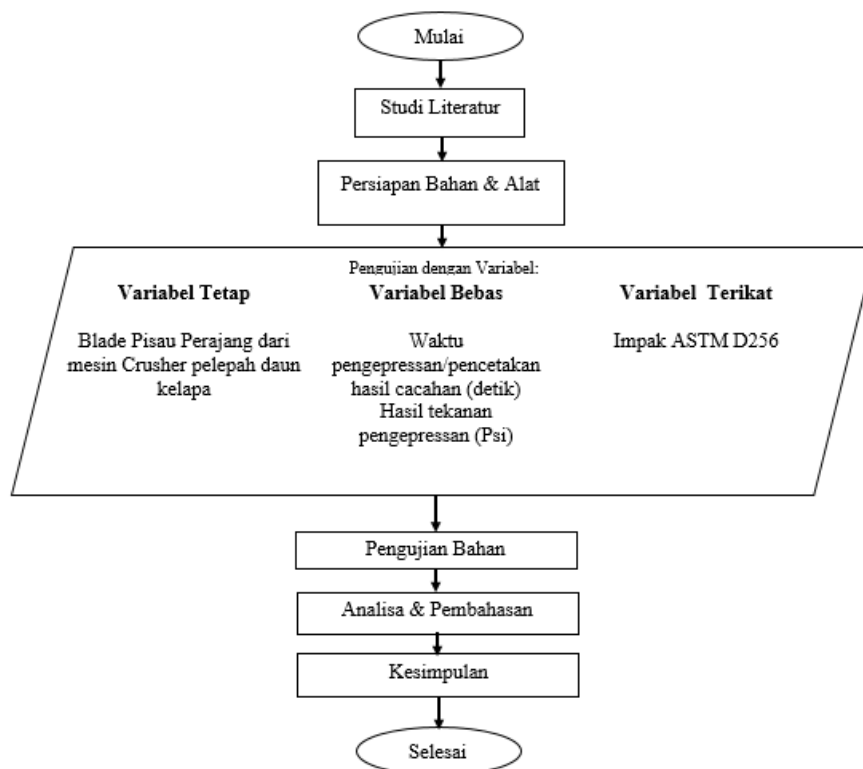 Mulai
Studi Literatur
Persiapan Bahan & Alat
Pengujian dengan Variabel:
Variabel Tetap
Blade Pisau Perajang dari
mesin Crusher pelepah daun
kelapa
Variabel Bebas
Waktu
pengepressan/pencetakan
hasil cacahan (detik)
Hasil tekanan
pengepressan (Psi)
Variabel Terikat
Impak ASTM D256
Pengujian Bahan
Analisa & Pembahasan
Kesimpulan
Selesai